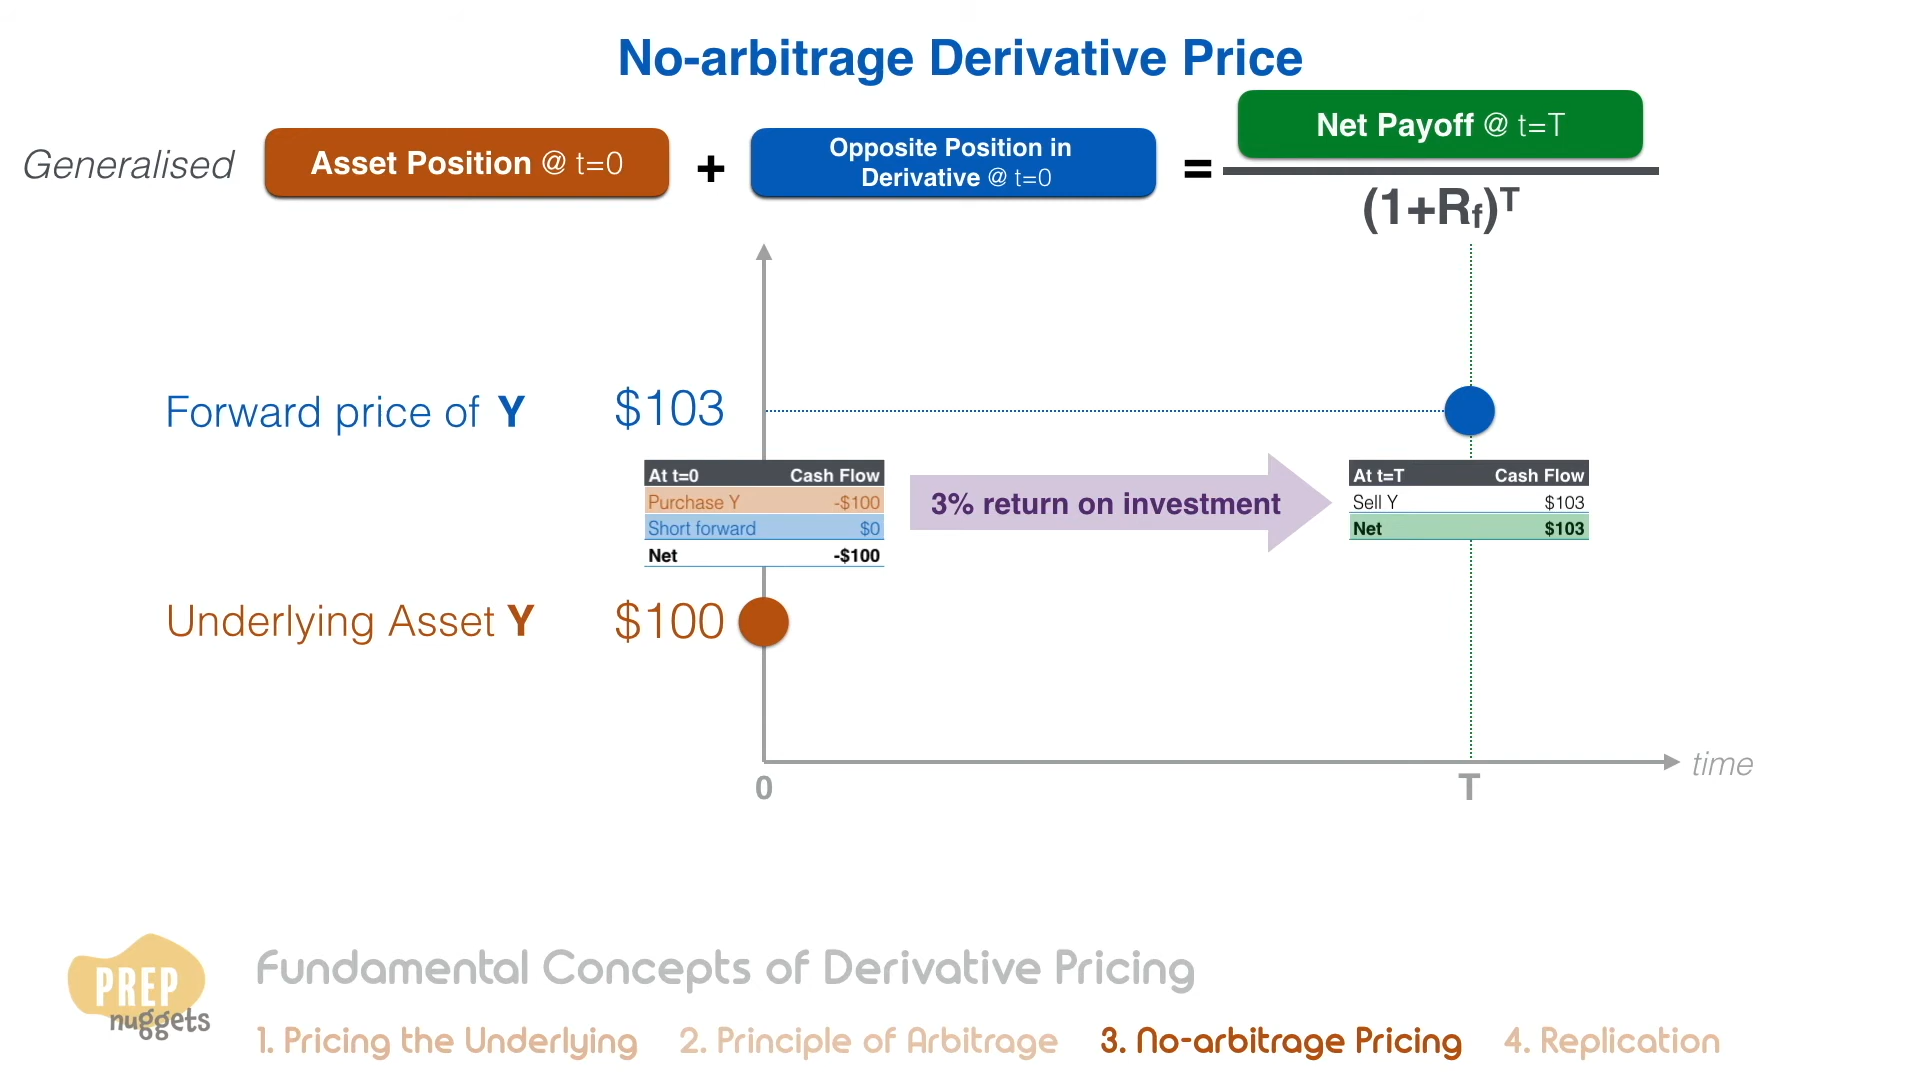 No-arbitrage Derivative Price
Generalised
Asset Position @ t=0
+
Opposite Position in
Derivative @ t=0
=
Net Payoff @ t=T
(1+Rf)T
Forward price of Y $103
At t=0 Cash Flow
Purchase Y -$100
Short forward $0
Net -$100
3% return on investment
At t=T Cash Flow
Sell Y $103
Net $103
Underlying Asset Y $100
time
0
T
PREP
nuggets
Fundamental Concepts of Derivative Pricing
1. Pricing the Underlying 2. Principle of Arbitrage 3. No-arbitrage Pricing 4. Replication